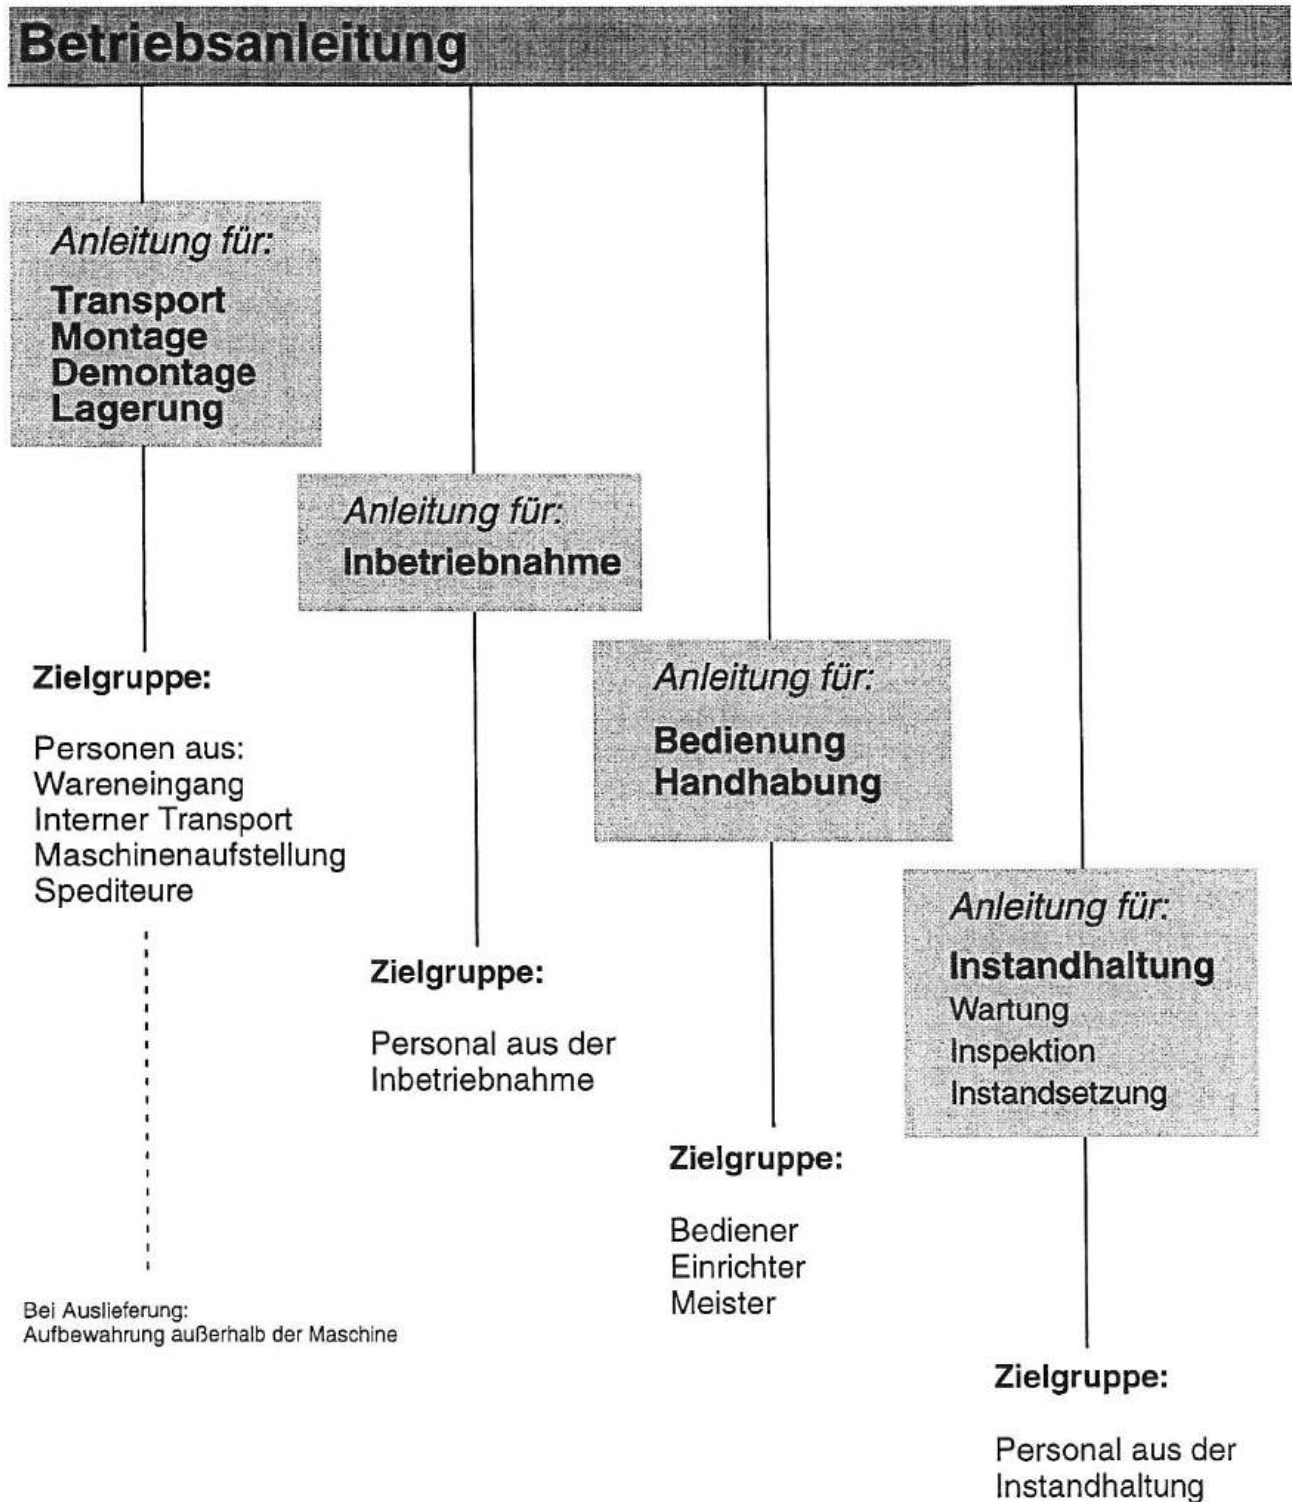 Betriebsanleitung
Anleitung für:
Transport
Montage
Demontage
Lagerung
Zielgruppe:
Personen aus:
Wareneingang
Interner Transport
Maschinenaufstellung
Spediteure
Bei Auslieferung:
Aufbewahrung außerhalb der Maschine
Anleitung für:
Inbetriebnahme
Zielgruppe:
Personal aus der
Inbetriebnahme
Anleitung für:
Bedienung
Handhabung
Zielgruppe:
Bediener
Einrichter
Meister
Anleitung für:
Instandhaltung
Wartung
Inspektion
Instandsetzung
Zielgruppe:
Personal aus der
Instandhaltung